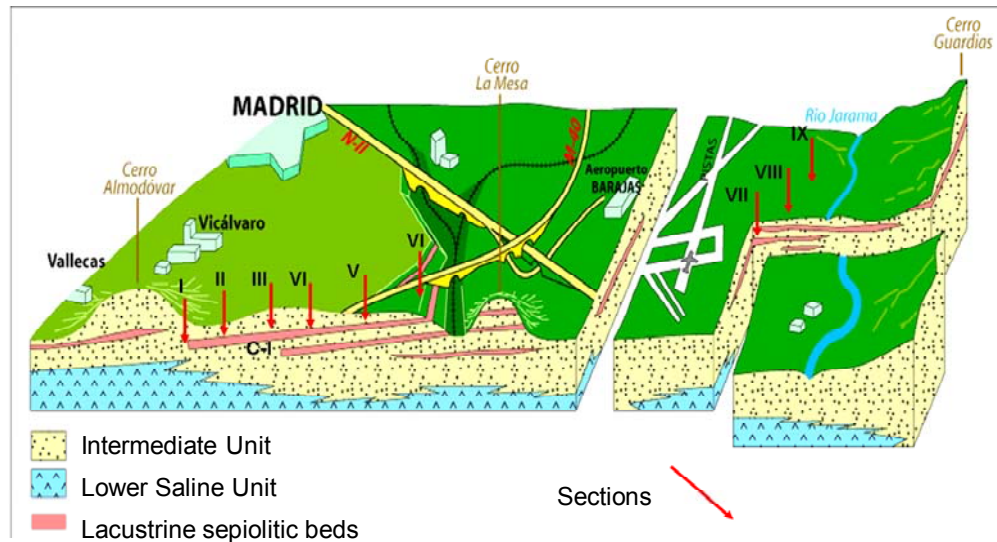 Cerro
Guardias
Cerro
La Mesa
MADRID
N-II
M-40
Río Jarama
IX
PISTAS
Cerro
Almodóvar
Aeropuerto
BARAJAS
VIII
VII
Vicálvaro
Vallecas
I
II
III
VI
V
VI
C-I
Intermediate Unit
Lower Saline Unit
Lacustrine sepiolitic beds
Sections